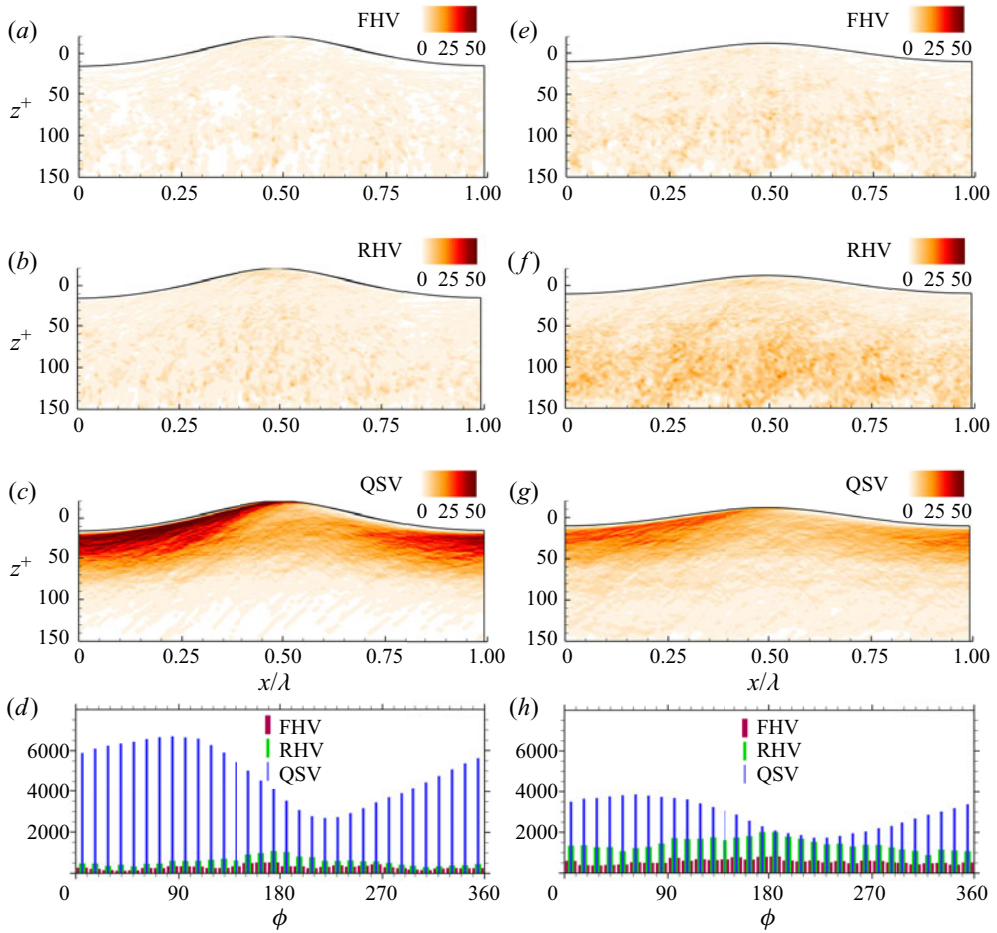 (a) FHV
0 25 50
0
50
100
150
z+
0 0.25 0.50 0.75 1.00
(e) FHV
0 25 50
0
50
100
150
0 0.25 0.50 0.75 1.00
(b) RHV
0 25 50
0
50
100
150
z+
0 0.25 0.50 0.75 1.00
(f) RHV
0 25 50
0
50
100
150
0 0.25 0.50 0.75 1.00
(c) QSV
0 25 50
0
50
100
150
z+
0 0.25 0.50 0.75 1.00
x/λ
(g) QSV
0 25 50
0
50
100
150
0 0.25 0.50 0.75 1.00
x/λ
(d)
FHV
RHV
QSV
6000
4000
2000
0 90 180 270 360
ϕ
(h)
FHV
RHV
QSV
6000
4000
2000
0 90 180 270 360
ϕ